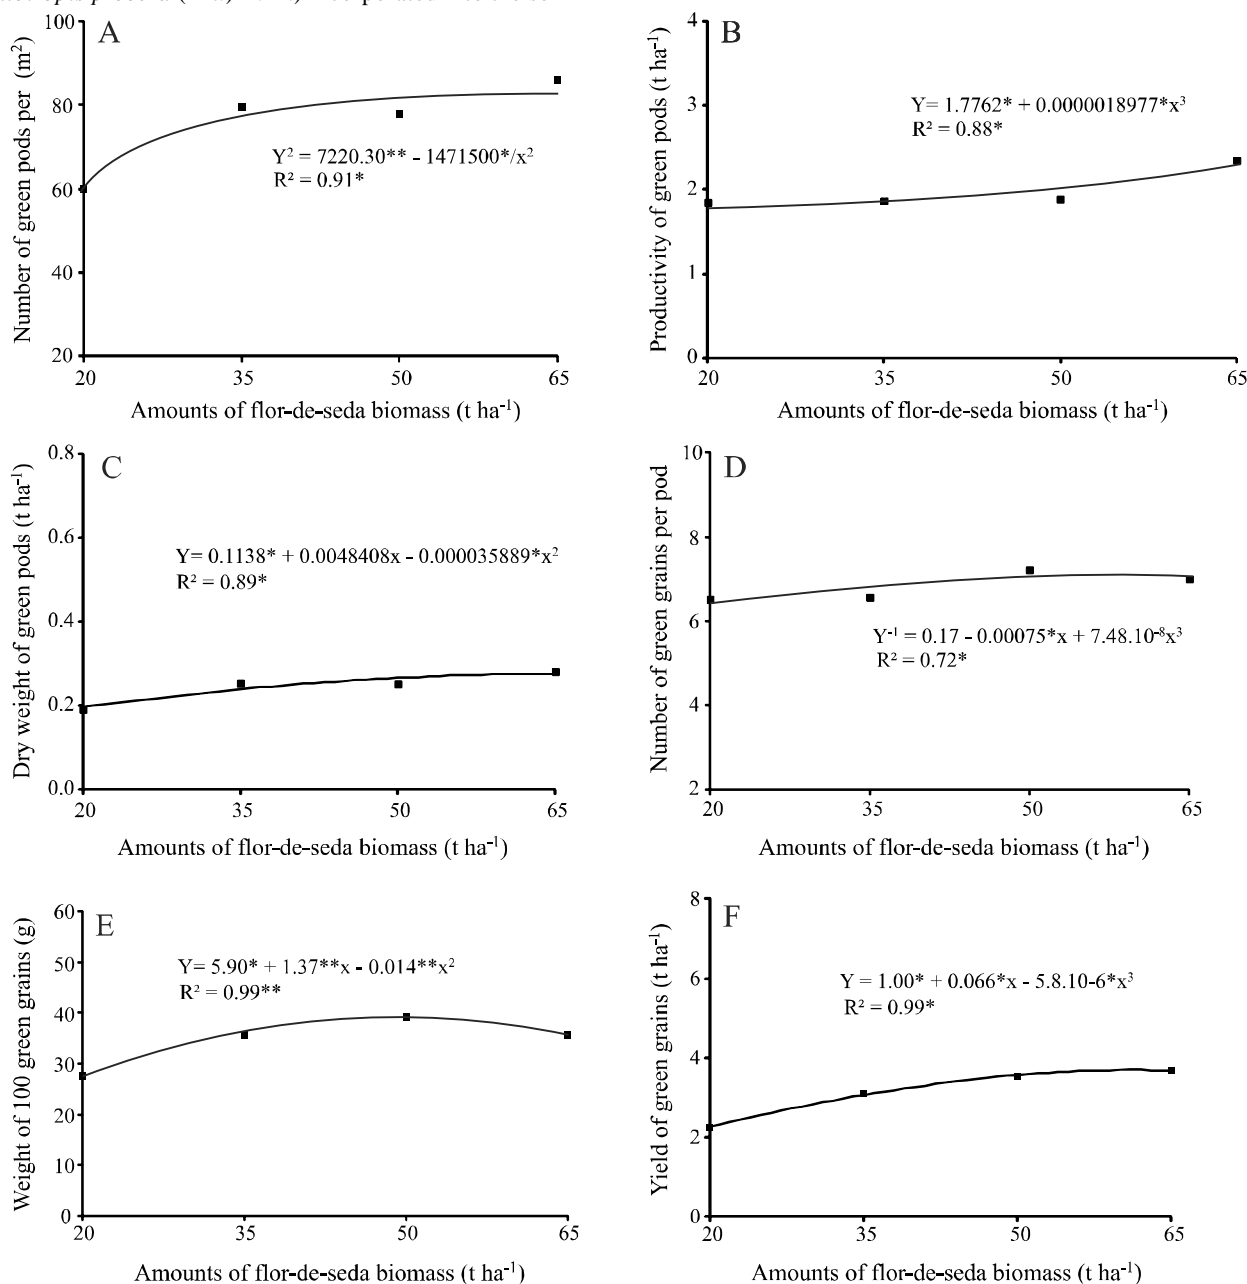 A
Number of green pods per (m²)
100
80
60
40
20
Y² = 7220.30** - 1471500*/x²
R² = 0.91*
20 35 50 65
Amounts of flor-de-seda biomass (t ha⁻¹)
B
Productivity of green pods (t ha⁻¹)
4
3
2
1
0
Y= 1.7762* + 0.0000018977*x³
R² = 0.88*
20 35 50 65
Amounts of flor-de-seda biomass (t ha⁻¹)
C
Dry weight of green pods (t ha⁻¹)
0.8
0.6
0.4
0.2
0.0
Y= 0.1138* + 0.0048408x - 0.000035889*x²
R² = 0.89*
20 35 50 65
Amounts of flor-de-seda biomass (t ha⁻¹)
D
Number of green grains per pod
10
8
6
4
2
Y⁻¹ = 0.17 - 0.00075*x + 7.48.10⁻⁸x³
R² = 0.72*
20 35 50 65
Amounts of flor-de-seda biomass (t ha⁻¹)
E
Weight of 100 green grains (g)
60
50
40
30
20
10
0
Y= 5.90* + 1.37**x - 0.014**x²
R² = 0.99**
20 35 50 65
Amounts of flor-de-seda biomass (t ha⁻¹)
F
Yield of green grains (t ha⁻¹)
8
6
4
2
0
Y = 1.00* + 0.066*x - 5.8.10-6*x³
R² = 0.99*
20 35 50 65
Amounts of flor-de-seda biomass (t ha⁻¹)